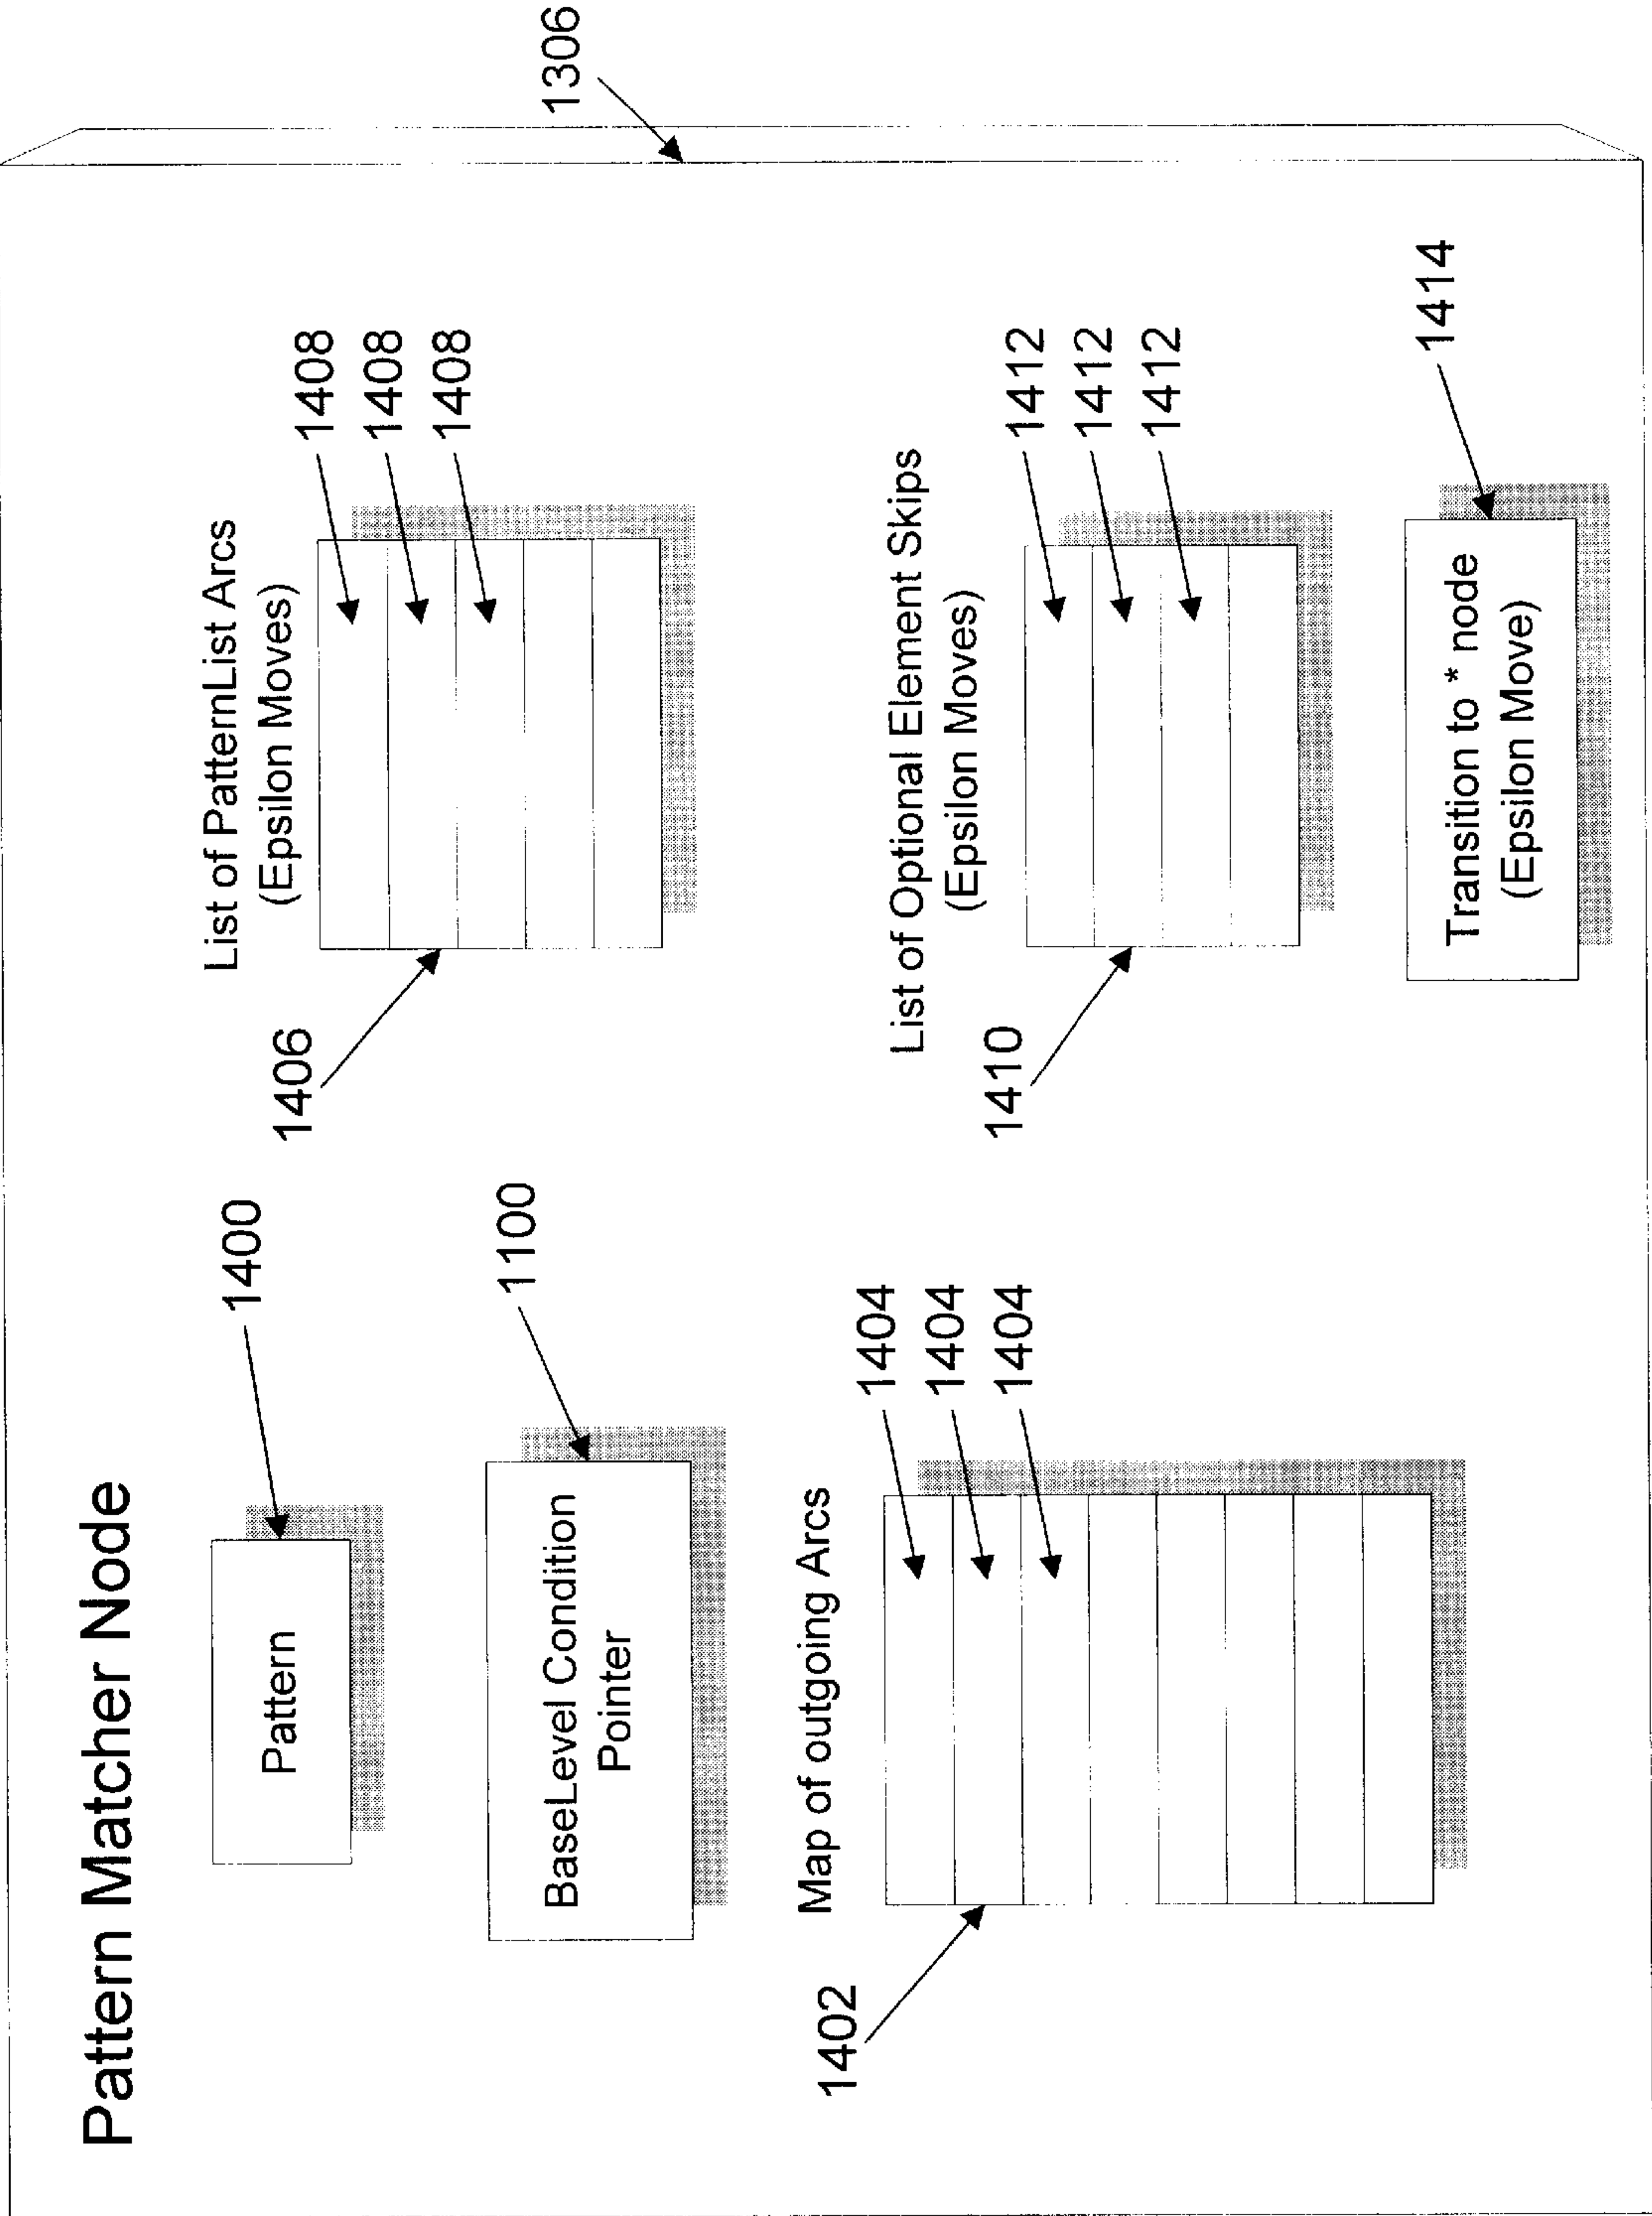 Pattern Matcher Node
1306
Pattern
1400
BaseLevel Condition
Pointer
1100
Map of outgoing Arcs
1402
1404
1404
1404
List of PatternList Arcs
(Epsilon Moves)
1406
1408
1408
1408
List of Optional Element Skips
(Epsilon Moves)
1410
1412
1412
1412
Transition to * node
(Epsilon Move)
1414